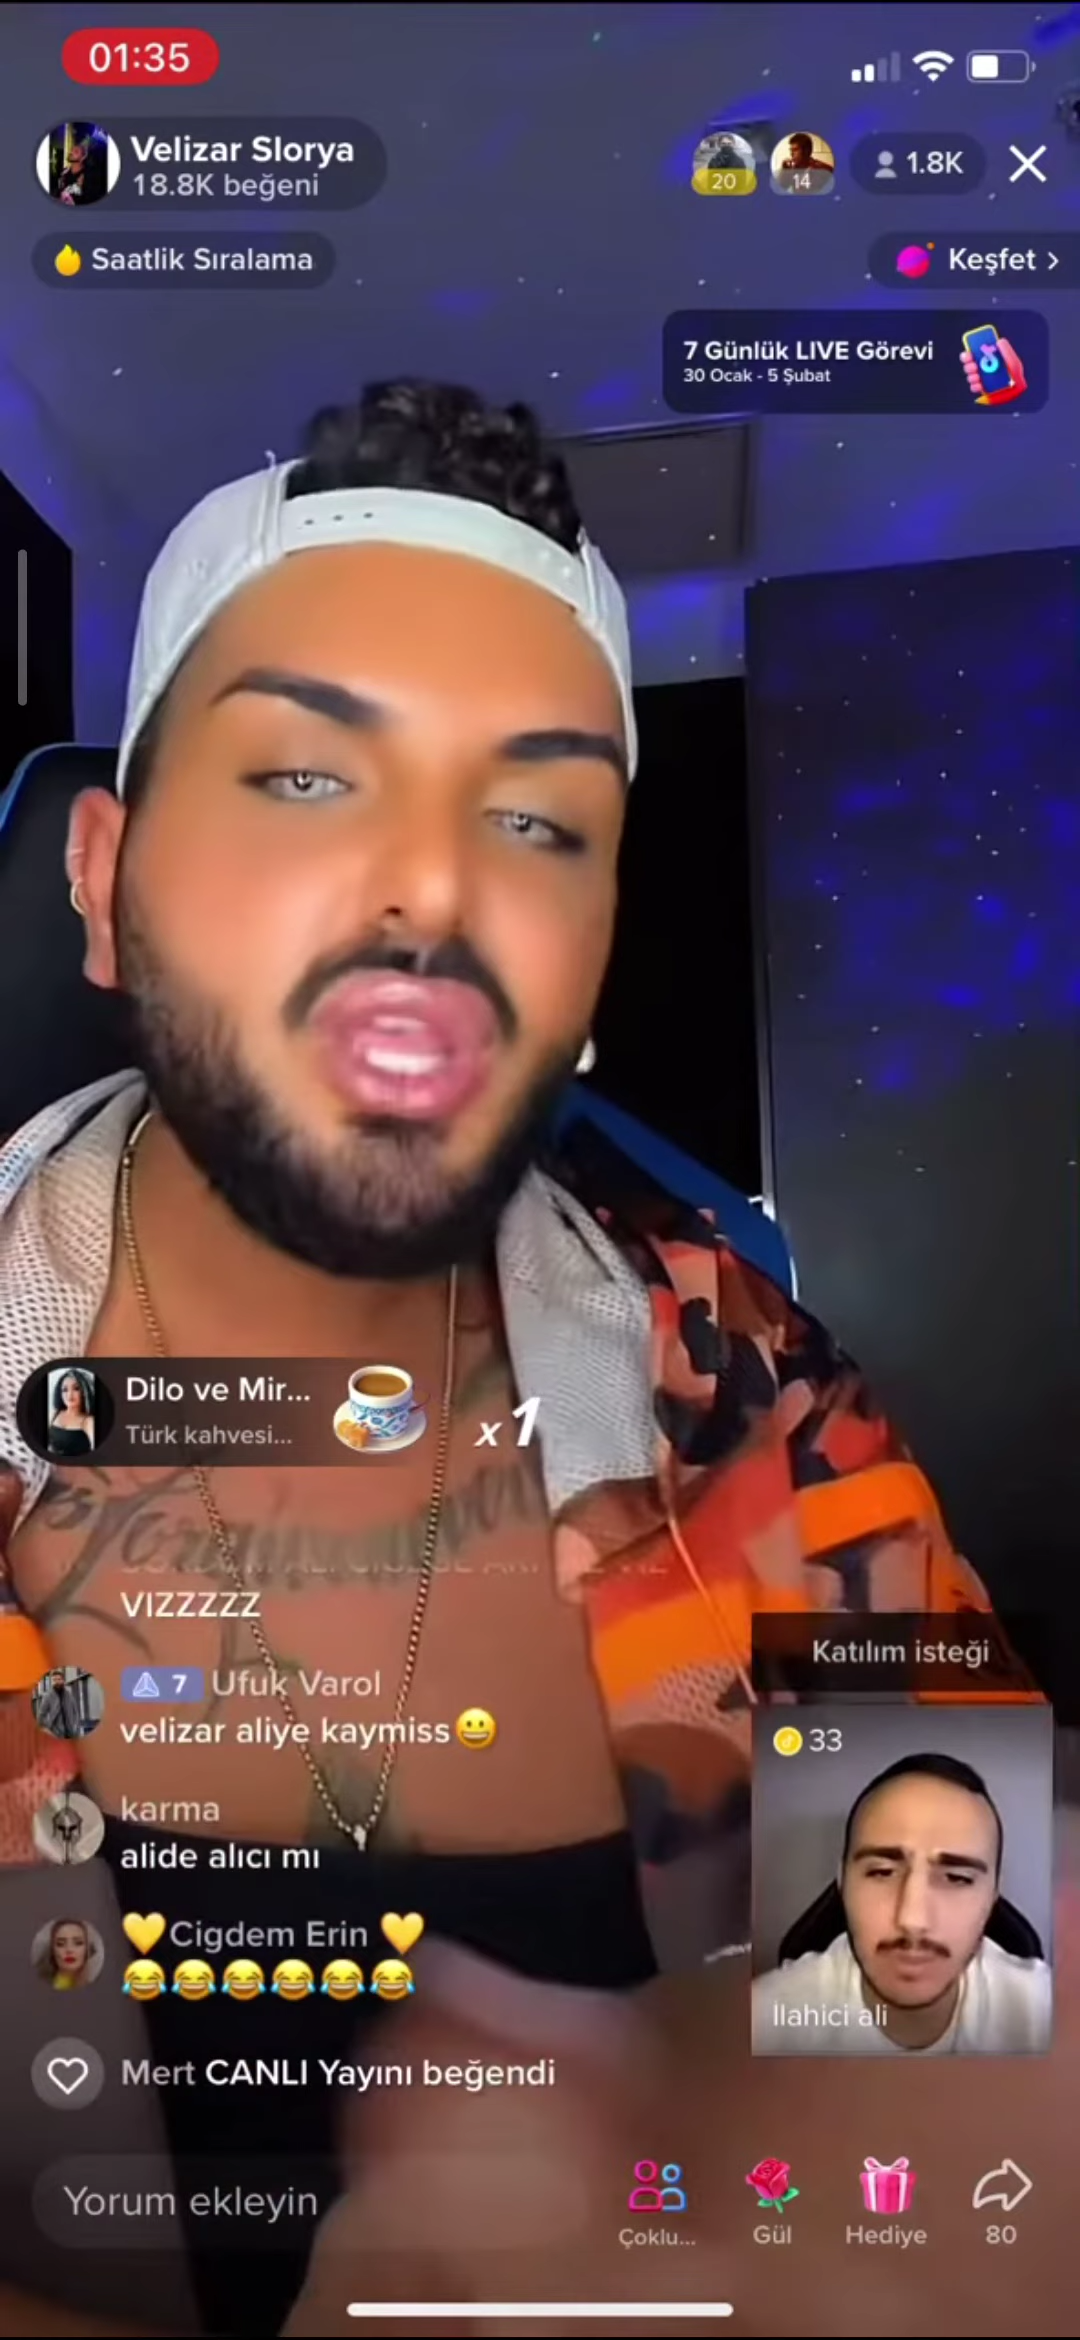 01:35
Velizar Slorya
18.8K beğeni
20
14
1.8K
Saatlik Sıralama
Keşfet >
7 Günlük LIVE Görevi
30 Ocak - 5 Şubat
Dilo ve Mir...
Türk kahvesi...
x1
VIZZZZZ
7 Ufuk Varol
velizar aliye kaymiss😀
karma
alide alıcı mı
💛Cigdem Erin 💛
😂😂😂😂😂😂
Mert CANLI Yayını beğendi
Katılım isteği
33
İlahici ali
Yorum ekleyin
Çoklu...
Gül
Hediye
80